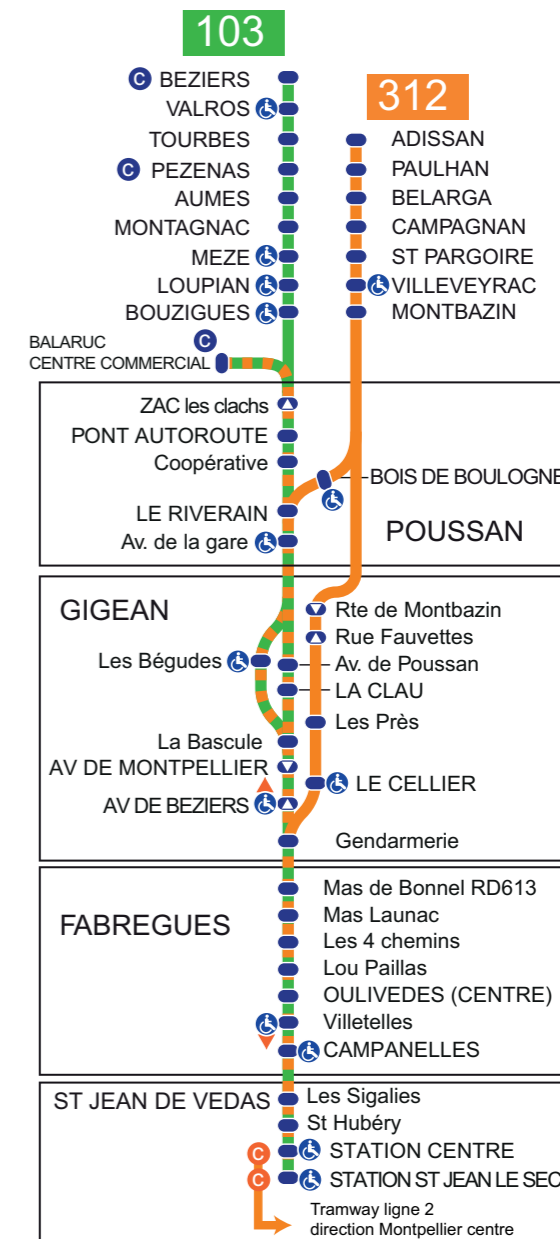 103
C BEZIERS
VALROS
TOURBES
C PEZENAS
AUMES
MONTAGNAC
MEZE
LOUPIAN
BOUZIGUES
BALARUC C
CENTRE COMMERCIAL
312
ADISSAN
PAULHAN
BELARGA
CAMPAGNAN
ST PARGOIRE
VILLEVEYRAC
MONTBAZIN
ZAC les clachs
PONT AUTOROUTE
Coopérative
BOIS DE BOULOGNE
LE RIVERAIN
POUSSAN
Av. de la gare
GIGEAN
Rte de Montbazin
Rue Fauvettes
Les Bégudes
Av. de Poussan
LA CLAU
Les Près
La Bascule
AV DE MONTPELLIER
LE CELLIER
AV DE BEZIERS
Gendarmerie
FABREGUES
Mas de Bonnel RD613
Mas Launac
Les 4 chemins
Lou Paillas
OULIVEDES (CENTRE)
Villetelles
CAMPANELLES
ST JEAN DE VEDAS
Les Sigalies
St Hubéry
C STATION CENTRE
C STATION ST JEAN LE SEC
Tramway ligne 2
direction Montpellier centre